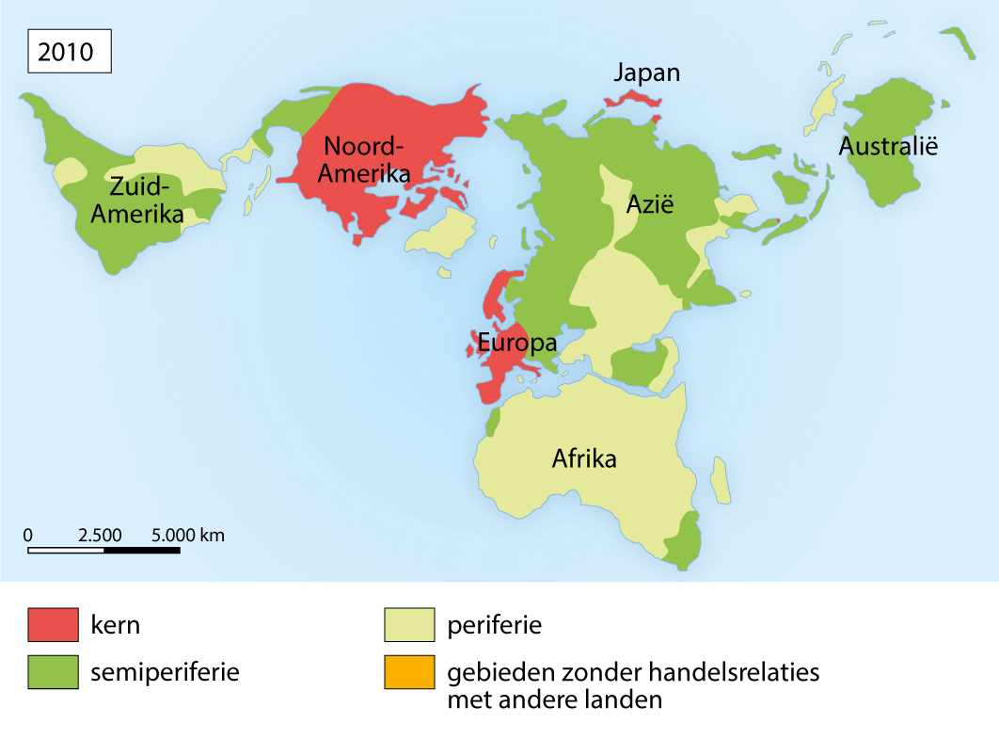 2010
Japan
Noord-
Amerika
Australië
Zuid-
Amerika
Azië
Europa
Afrika
0 2.500 5.000 km
kern
periferie
semiperiferie
gebieden zonder handelsrelaties
met andere landen